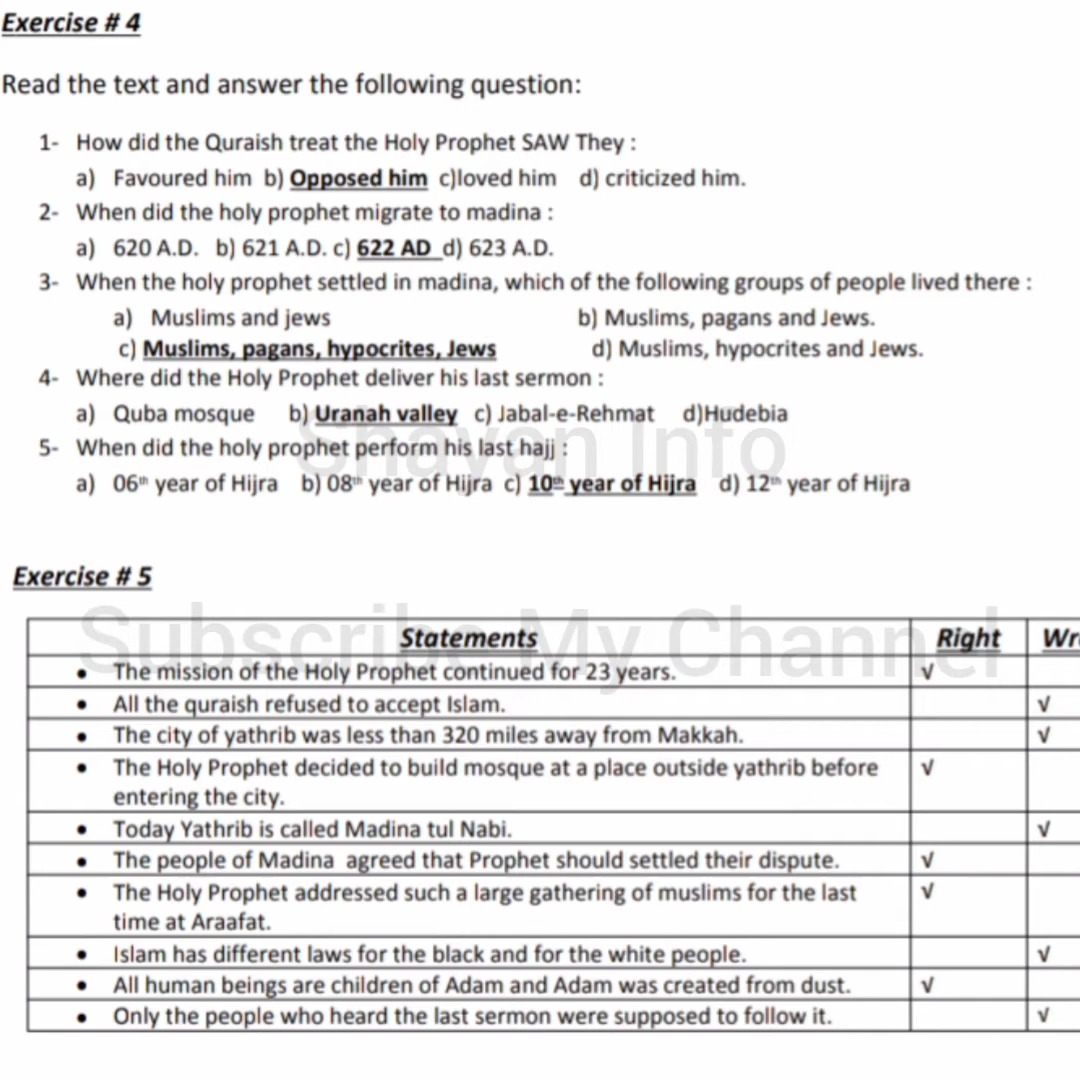 Exercise # 4
Read the text and answer the following question:
1- How did the Quraish treat the Holy Prophet SAW They :
a) Favoured him b) Opposed him c)loved him d) criticized him.
2- When did the holy prophet migrate to madina :
a) 620 A.D. b) 621 A.D. c) 622 AD d) 623 A.D.
3- When the holy prophet settled in madina, which of the following groups of people lived there :
a) Muslims and jews b) Muslims, pagans and Jews.
c) Muslims, pagans, hypocrites, Jews d) Muslims, hypocrites and Jews.
4- Where did the Holy Prophet deliver his last sermon :
a) Quba mosque b) Uranah valley c) Jabal-e-Rehmat d)Hudebia
Shayan Info
5- When did the holy prophet perform his last hajj :
a) 06th year of Hijra b) 08th year of Hijra c) 10th year of Hijra d) 12th year of Hijra
Exercise # 5
Subscribe My Channel
Statements Right Wr
• The mission of the Holy Prophet continued for 23 years. √
• All the quraish refused to accept Islam. √
• The city of yathrib was less than 320 miles away from Makkah. √
• The Holy Prophet decided to build mosque at a place outside yathrib before √
entering the city.
• Today Yathrib is called Madina tul Nabi. √
• The people of Madina agreed that Prophet should settled their dispute. √
• The Holy Prophet addressed such a large gathering of muslims for the last √
time at Araafat.
• Islam has different laws for the black and for the white people. √
• All human beings are children of Adam and Adam was created from dust. √
• Only the people who heard the last sermon were supposed to follow it. √